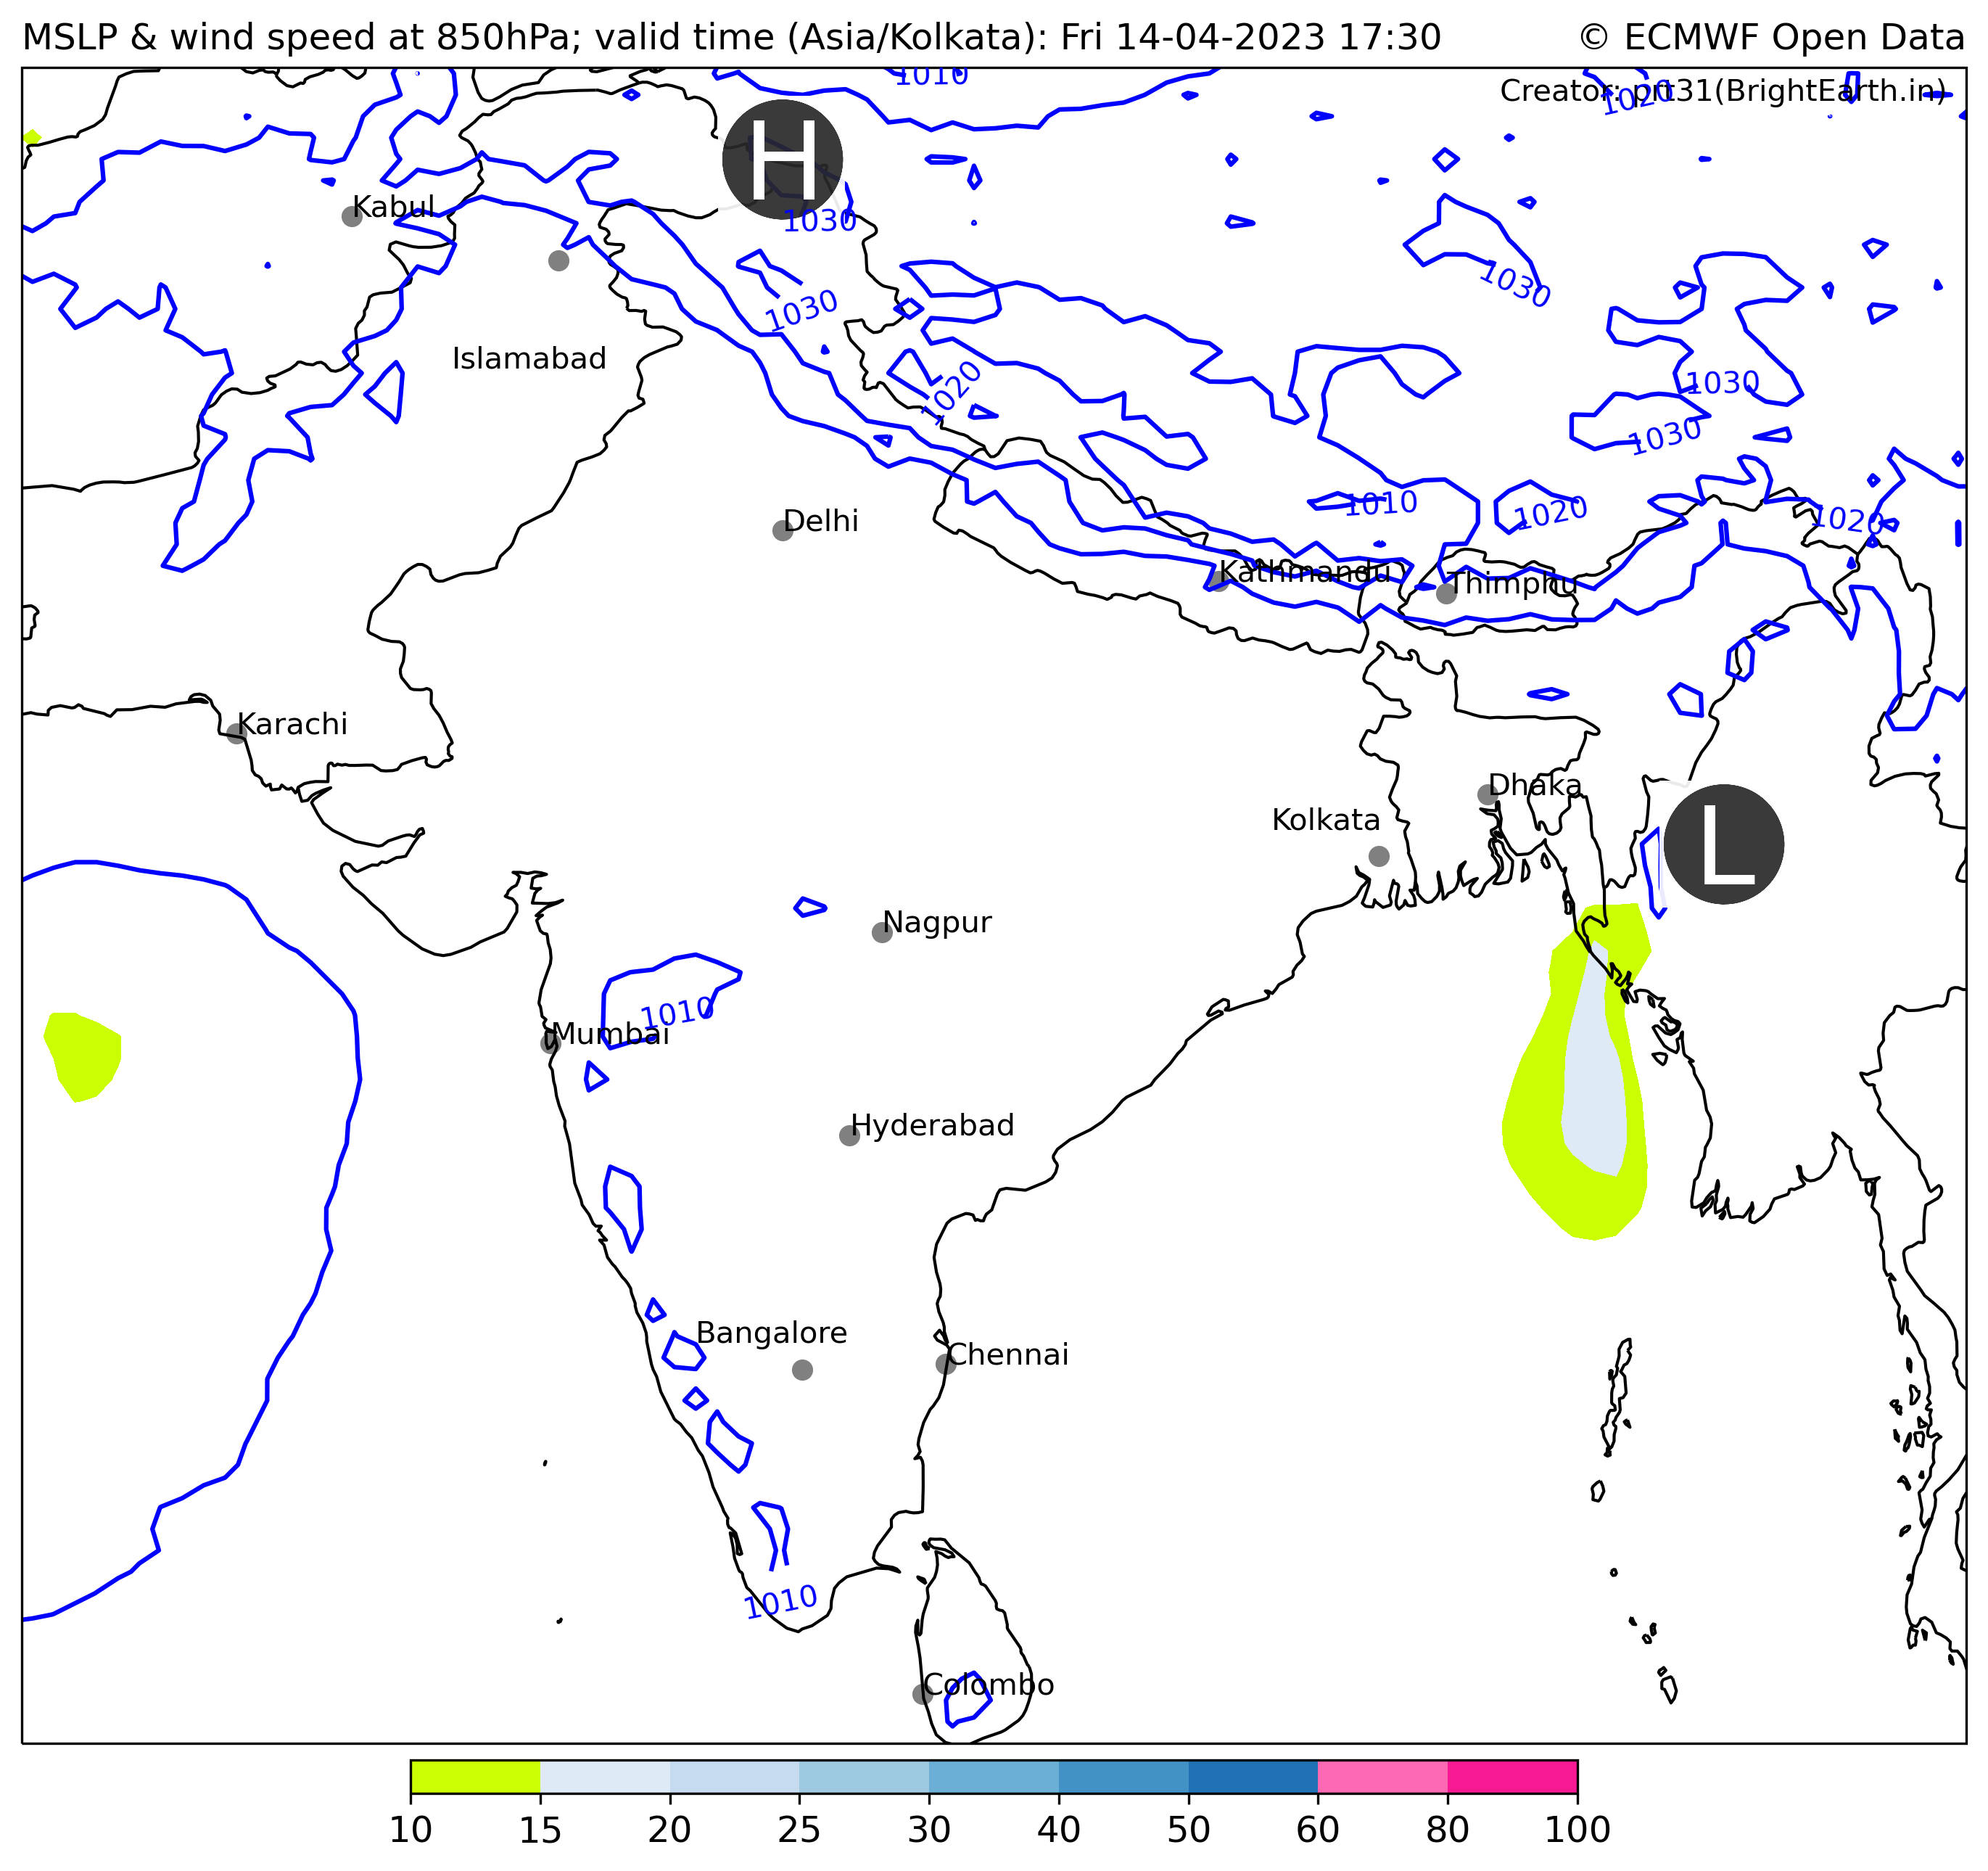 MSLP & wind speed at 850hPa; valid time (Asia/Kolkata): Fri 14-04-2023 17:30 © ECMWF Open Data
1010
1020
Creator: prt31(BrightEarth.in)
H
Kabul
1030
1030
1030
Islamabad
1020
1030
1030
Delhi
1010
1020
1020
Kathmandu
Thimphu
Karachi
Dhaka
Kolkata
L
Nagpur
1010
Mumbai
Hyderabad
Bangalore
Chennai
1010
Colombo
10 15 20 25 30 40 50 60 80 100